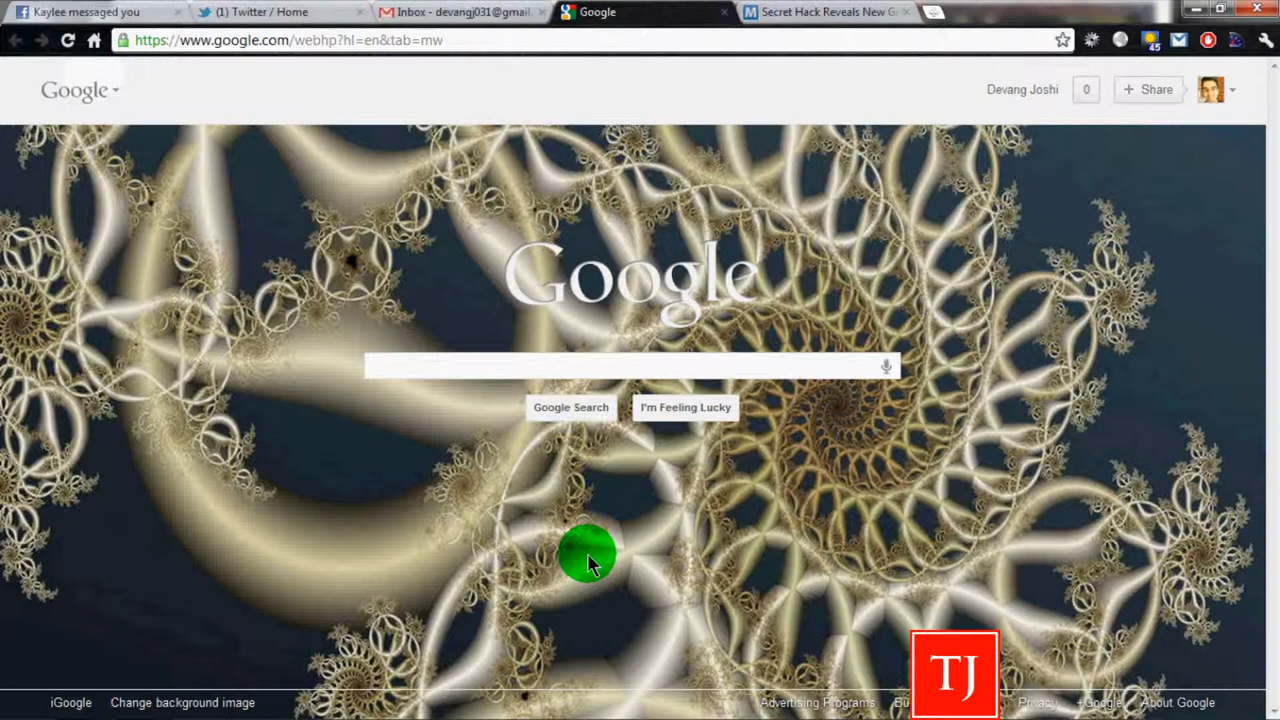 Kaylee messaged you
(1) Twitter / Home
Inbox - devangj031@gmail.
Google
Secret Hack Reveals New G
https://www.google.com/webhp?hl=en&tab=mw
45
Google
Devang Joshi
0
+ Share
Google
Google Search
I'm Feeling Lucky
TJ
iGoogle
Change background image
Advertising Programs
Privacy
+Google
About Google